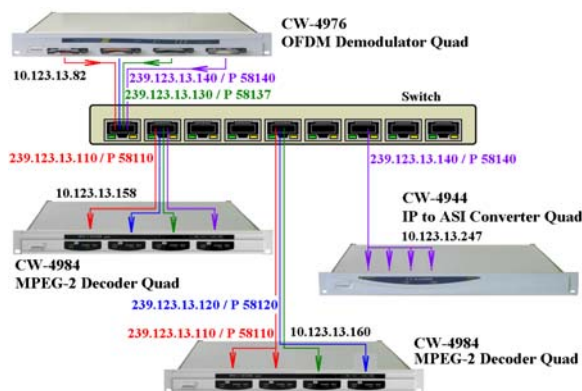 CW-4976
OFDM Demodulator Quad
10.123.13.82
239.123.13.140 / P 58140
239.123.13.130 / P 58137
Switch
239.123.13.110 / P 58110
239.123.13.140 / P 58140
10.123.13.158
CW-4944
IP to ASI Converter Quad
10.123.13.247
CW-4984
MPEG-2 Decoder Quad
239.123.13.120 / P 58120
239.123.13.110 / P 58110
10.123.13.160
CW-4984
MPEG-2 Decoder Quad